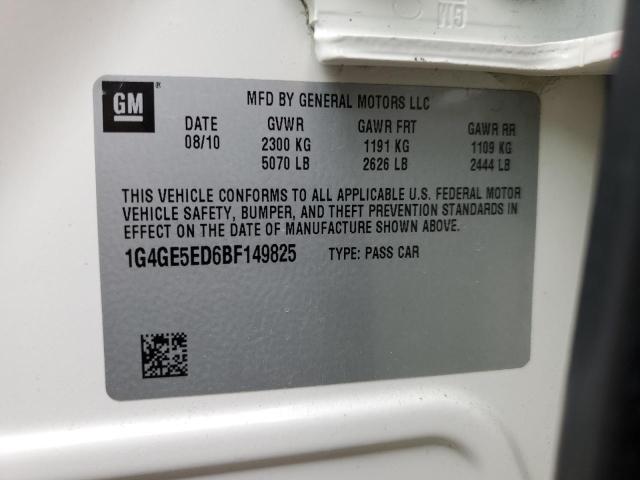 GM
GM
®
MFD BY GENERAL MOTORS LLC
DATE GVWR GAWR FRT GAWR RR
08/10 2300 KG 1191 KG 1109 KG
5070 LB 2626 LB 2444 LB
THIS VEHICLE CONFORMS TO ALL APPLICABLE U.S. FEDERAL MOTOR
VEHICLE SAFETY, BUMPER, AND THEFT PREVENTION STANDARDS IN
EFFECT ON THE DATE OF MANUFACTURE SHOWN ABOVE.
1G4GE5ED6BF149825 TYPE: PASS CAR